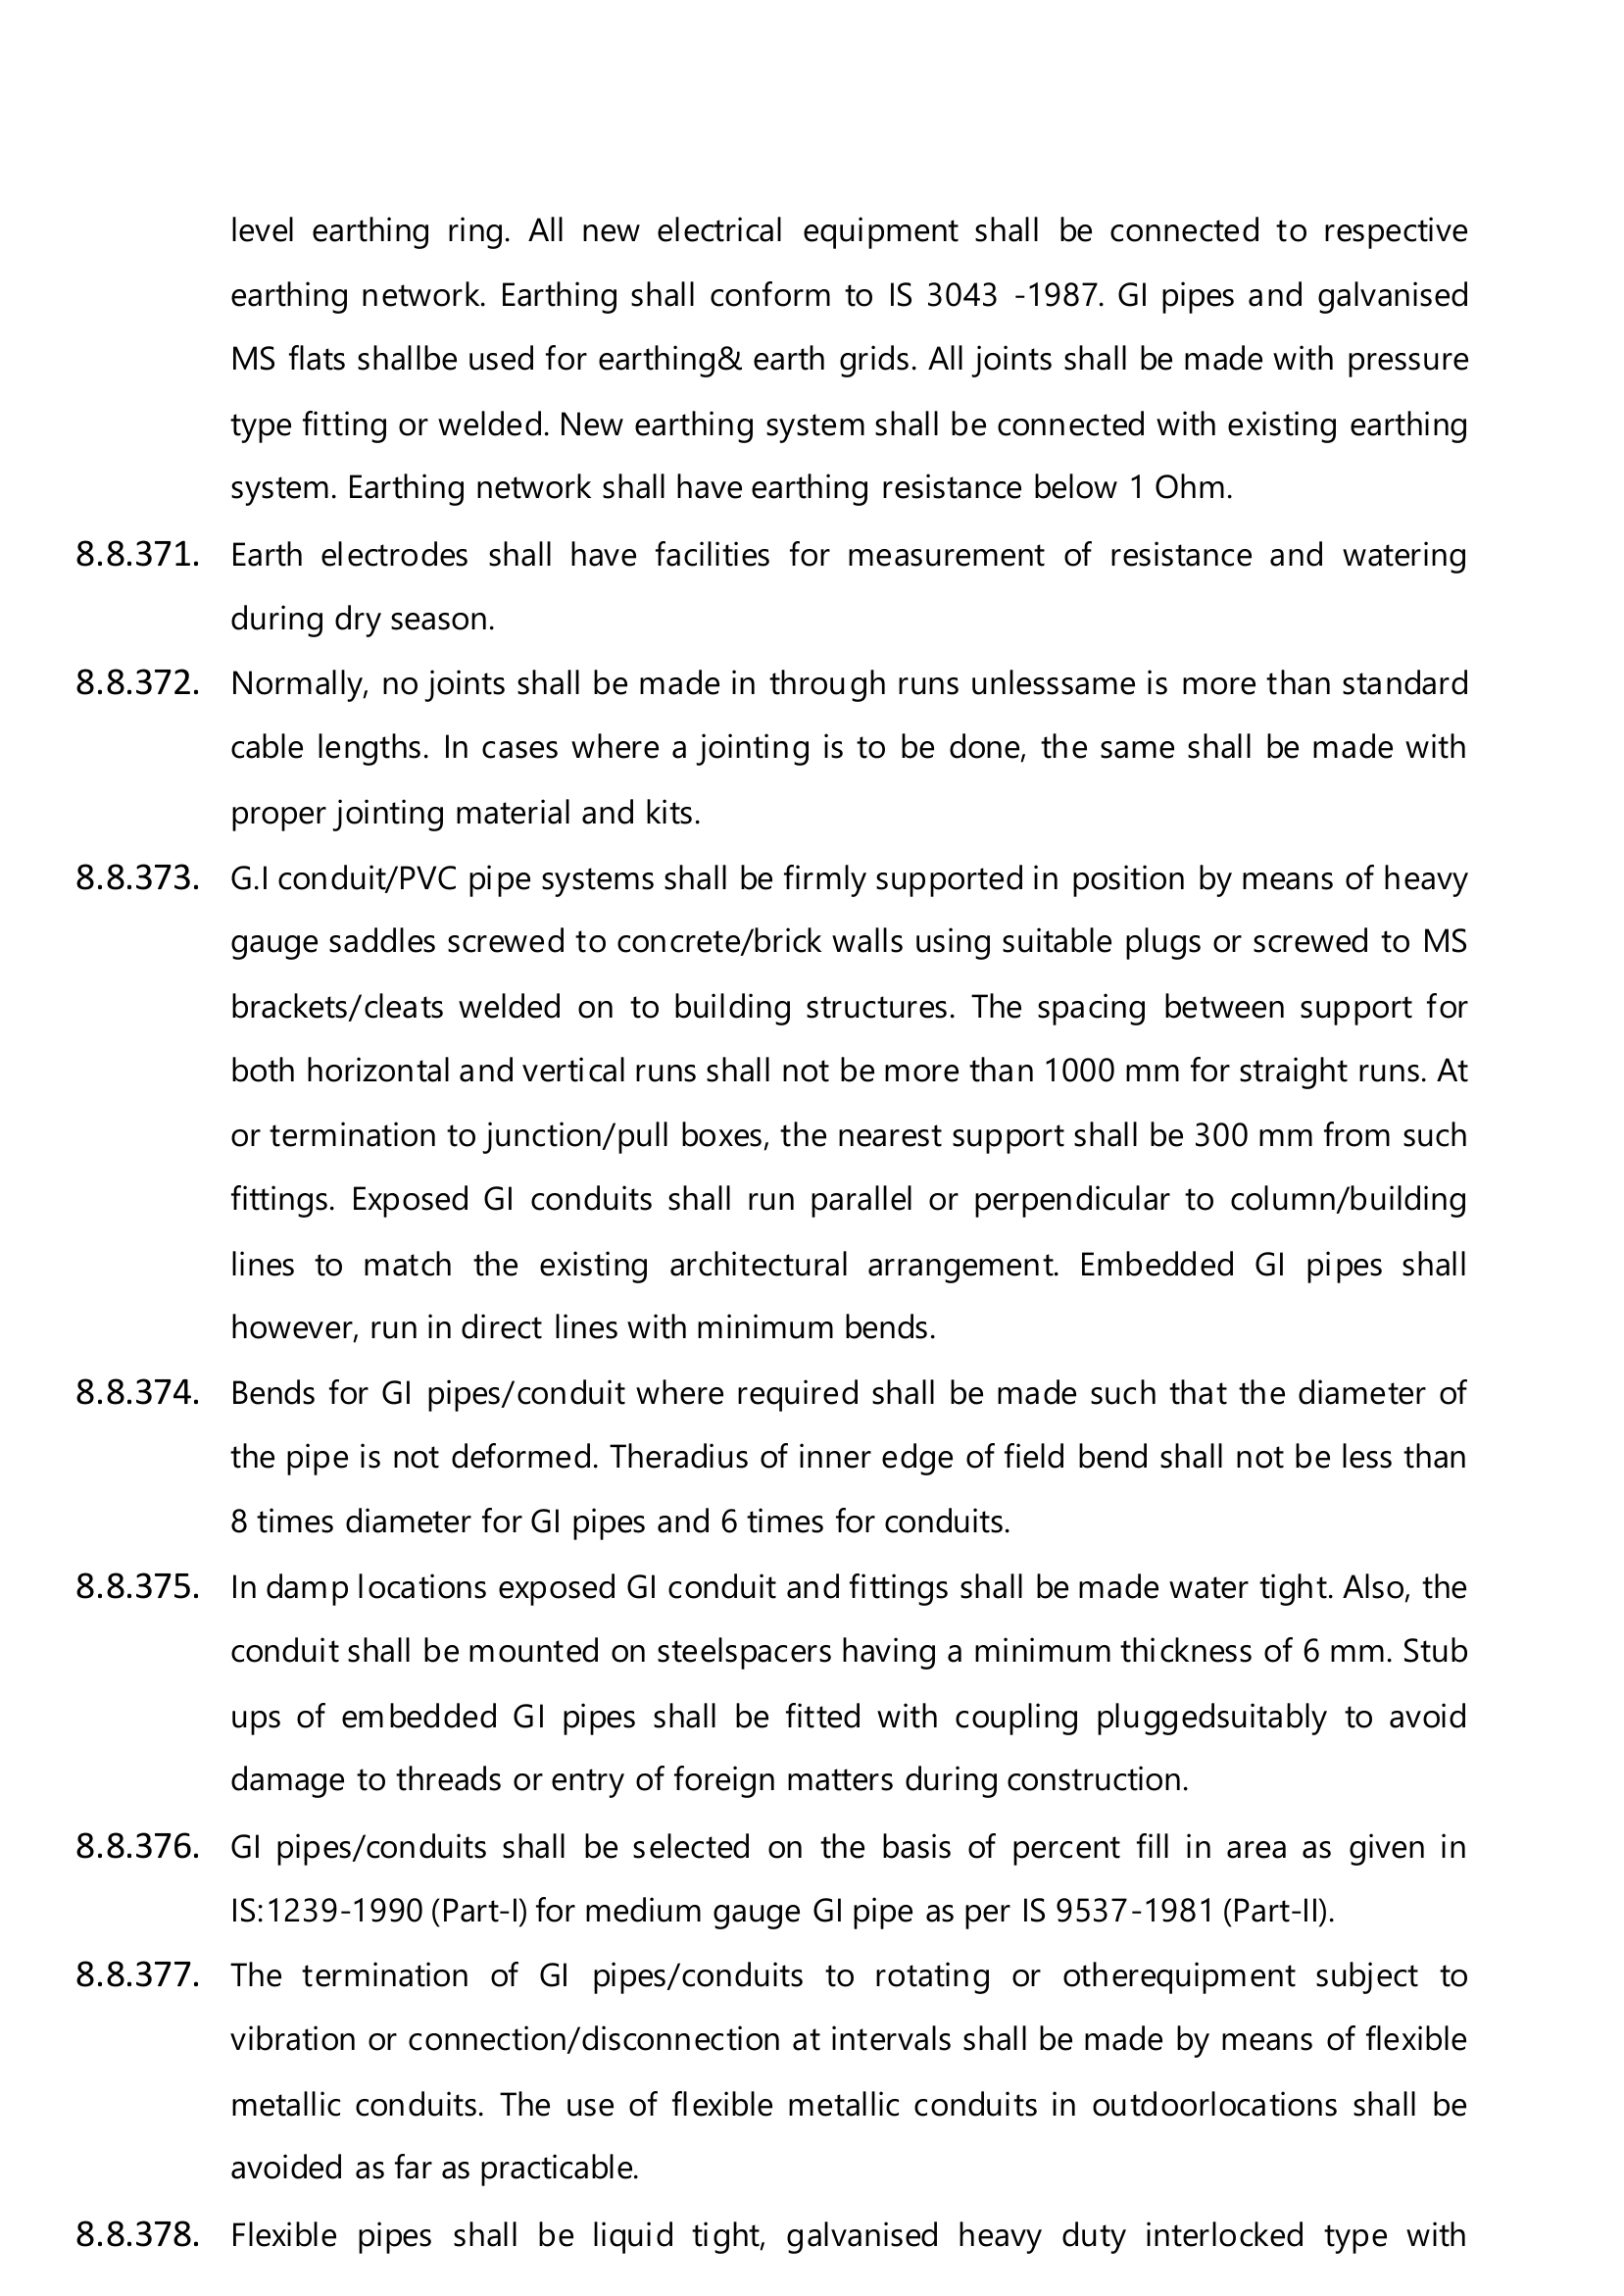 level earthing ring. All new electrical equipment shall be connected to respective
earthing network. Earthing shall conform to IS 3043 -1987. GI pipes and galvanised
MS flats shallbe used for earthing& earth grids. All joints shall be made with pressure
type fitting or welded. New earthing system shall be connected with existing earthing
system. Earthing network shall have earthing resistance below 1 Ohm.
8.8.371. Earth electrodes shall have facilities for measurement of resistance and watering
during dry season.
8.8.372. Normally, no joints shall be made in through runs unlesssame is more than standard
cable lengths. In cases where a jointing is to be done, the same shall be made with
proper jointing material and kits.
8.8.373. G.I conduit/PVC pipe systems shall be firmly supported in position by means of heavy
gauge saddles screwed to concrete/brick walls using suitable plugs or screwed to MS
brackets/cleats welded on to building structures. The spacing between support for
both horizontal and vertical runs shall not be more than 1000 mm for straight runs. At
or termination to junction/pull boxes, the nearest support shall be 300 mm from such
fittings. Exposed GI conduits shall run parallel or perpendicular to column/building
lines to match the existing architectural arrangement. Embedded GI pipes shall
however, run in direct lines with minimum bends.
8.8.374. Bends for GI pipes/conduit where required shall be made such that the diameter of
the pipe is not deformed. Theradius of inner edge of field bend shall not be less than
8 times diameter for GI pipes and 6 times for conduits.
8.8.375. In damp locations exposed GI conduit and fittings shall be made water tight. Also, the
conduit shall be mounted on steelspacers having a minimum thickness of 6 mm. Stub
ups of embedded GI pipes shall be fitted with coupling pluggedsuitably to avoid
damage to threads or entry of foreign matters during construction.
8.8.376. GI pipes/conduits shall be selected on the basis of percent fill in area as given in
IS:1239-1990 (Part-I) for medium gauge GI pipe as per IS 9537-1981 (Part-II).
8.8.377. The termination of GI pipes/conduits to rotating or otherequipment subject to
vibration or connection/disconnection at intervals shall be made by means of flexible
metallic conduits. The use of flexible metallic conduits in outdoorlocations shall be
avoided as far as practicable.
8.8.378. Flexible pipes shall be liquid tight, galvanised heavy duty interlocked type with